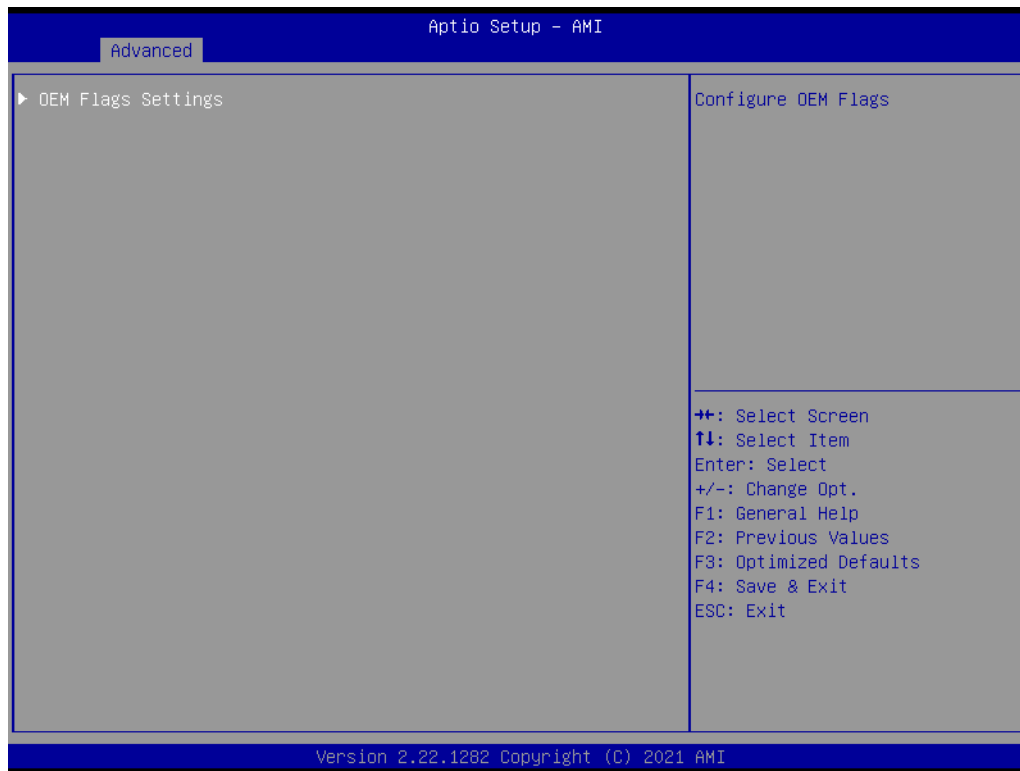 Aptio Setup – AMI
Advanced
▶ OEM Flags Settings
Configure OEM Flags
→←: Select Screen
↑↓: Select Item
Enter: Select
+/-: Change Opt.
F1: General Help
F2: Previous Values
F3: Optimized Defaults
F4: Save & Exit
ESC: Exit
Version 2.22.1282 Copyright (C) 2021 AMI